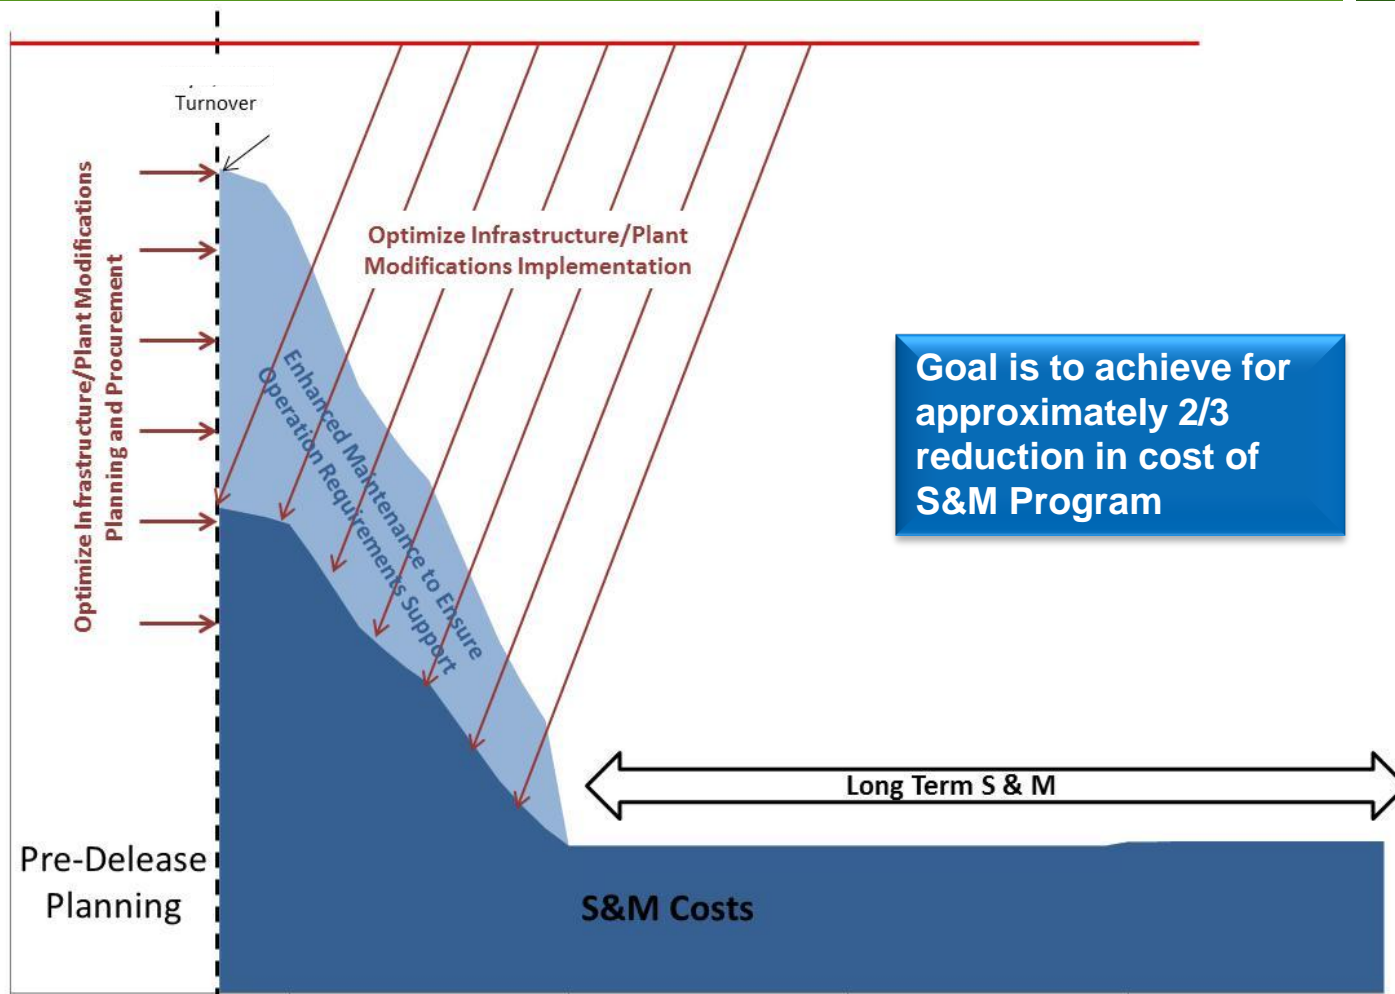 Turnover
Optimize Infrastructure/Plant Modifications
Planning and Procurement
Optimize Infrastructure/Plant
Modifications Implementation
Enhanced Maintenance to Ensure
Operation Requirements Support
Goal is to achieve for
approximately 2/3
reduction in cost of
S&M Program
Long Term S & M
Pre-Delease
Planning
S&M Costs